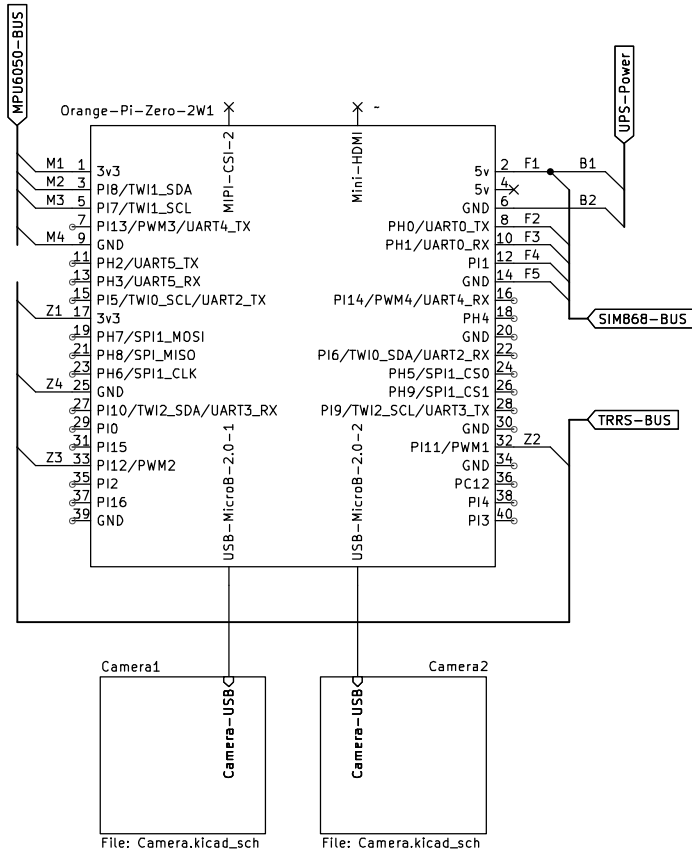 MPU6050-BUS
UPS-Power
Orange-Pi-Zero-2W1
~
MIPI-CSI-2
Mini-HDMI
M1 1 3v3
5v 2 F1 B1
M2 3 PI8/TWI1_SDA
5v 4
M3 5 PI7/TWI1_SCL
GND 6 B2
7 PI13/PWM3/UART4_TX
PH0/UART0_TX 8 F2
M4 9 GND
PH1/UART0_RX 10 F3
11 PH2/UART5_TX
PI1 12 F4
13 PH3/UART5_RX
GND 14 F5
15 PI5/TWI0_SCL/UART2_TX
PI14/PWM4/UART4_RX 16
Z1 17 3v3
PH4 18
SIM868-BUS
19 PH7/SPI1_MOSI
GND 20
21 PH8/SPI_MISO
PI6/TWI0_SDA/UART2_RX 22
23 PH6/SPI1_CLK
PH5/SPI1_CS0 24
Z4 25 GND
PH9/SPI1_CS1 26
27 PI10/TWI2_SDA/UART3_RX
PI9/TWI2_SCL/UART3_TX 28
29 PI0
GND 30
TRRS-BUS
31 PI15
PI11/PWM1 32 Z2
Z3 33 PI12/PWM2
GND 34
35 PI2
PC12 36
37 PI16
PI4 38
39 GND
PI3 40
USB-MicroB-2.0-1
USB-MicroB-2.0-2
Camera1
Camera2
Camera-USB
Camera-USB
File: Camera.kicad_sch
File: Camera.kicad_sch